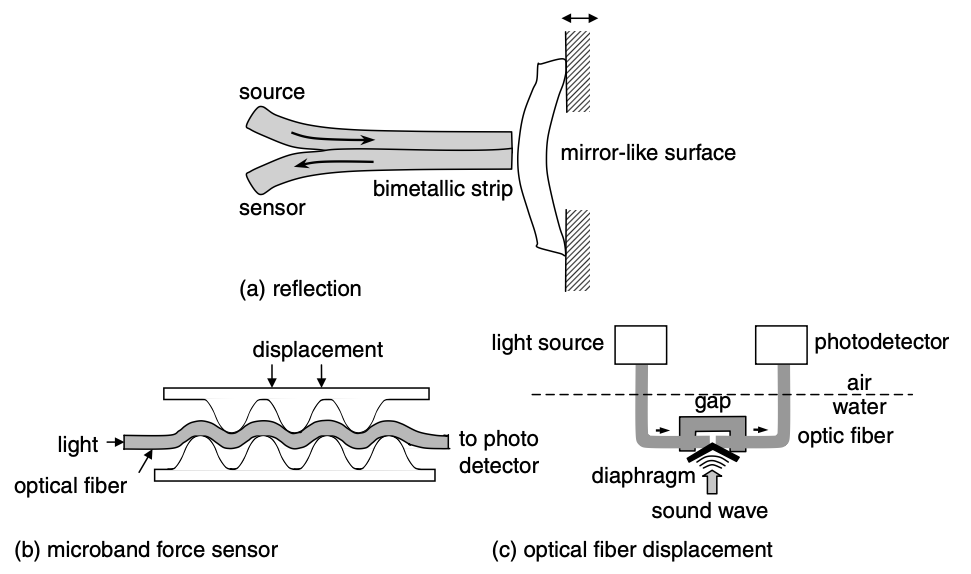 source
mirror-like surface
bimetallic strip
sensor
(a) reflection
displacement
light
to photo
detector
optical fiber
(b) microband force sensor
light source
photodetector
air
gap
water
optic fiber
diaphragm
sound wave
(c) optical fiber displacement